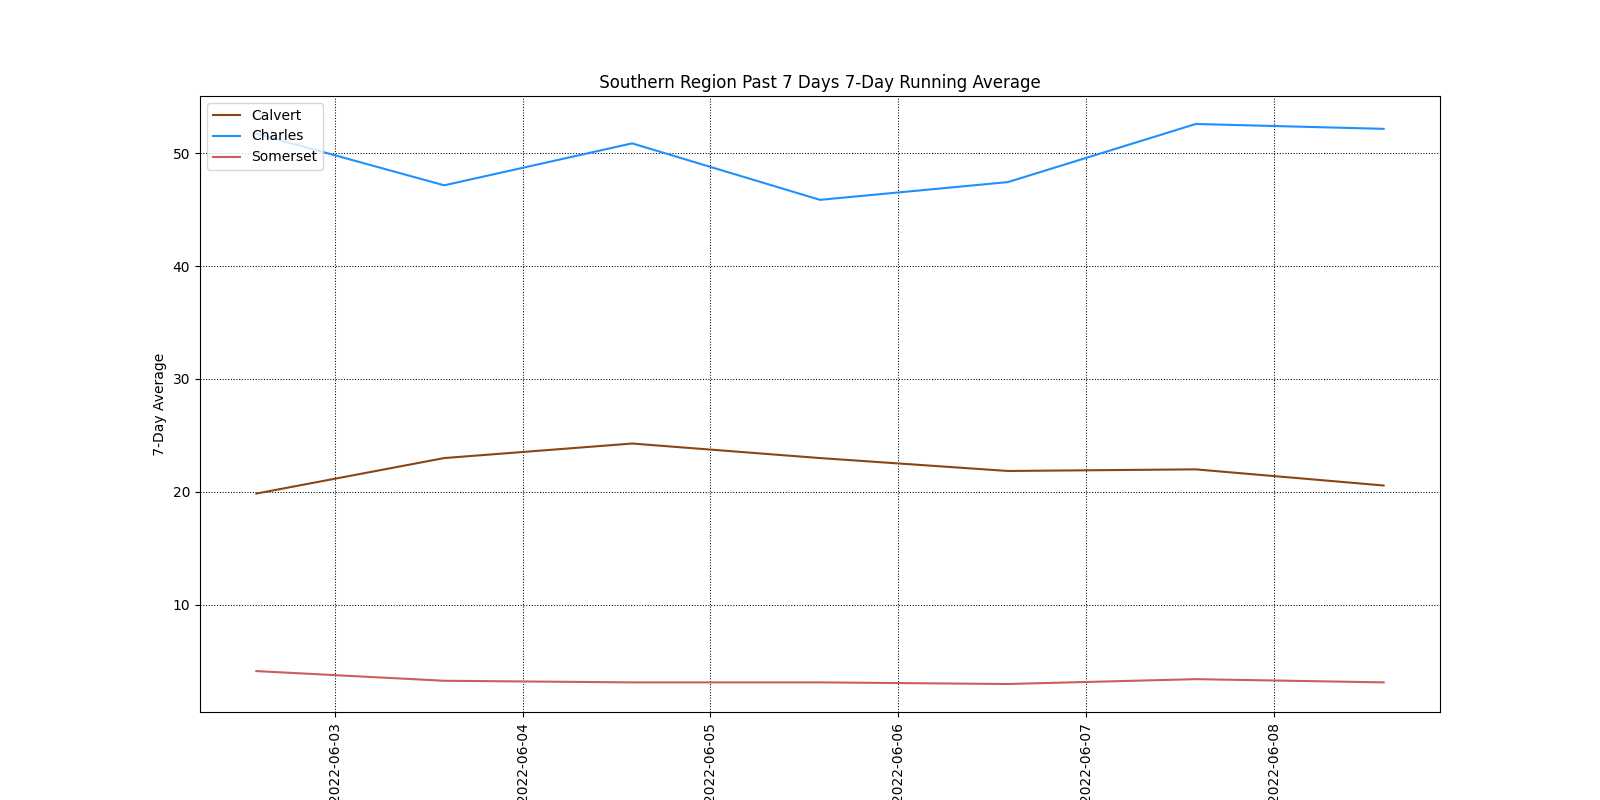 Southern Region Past 7 Days 7-Day Running Average
Calvert
Charles
Somerset
7-Day Average
50
40
30
20
10
2022-06-03
2022-06-04
2022-06-05
2022-06-06
2022-06-07
2022-06-08